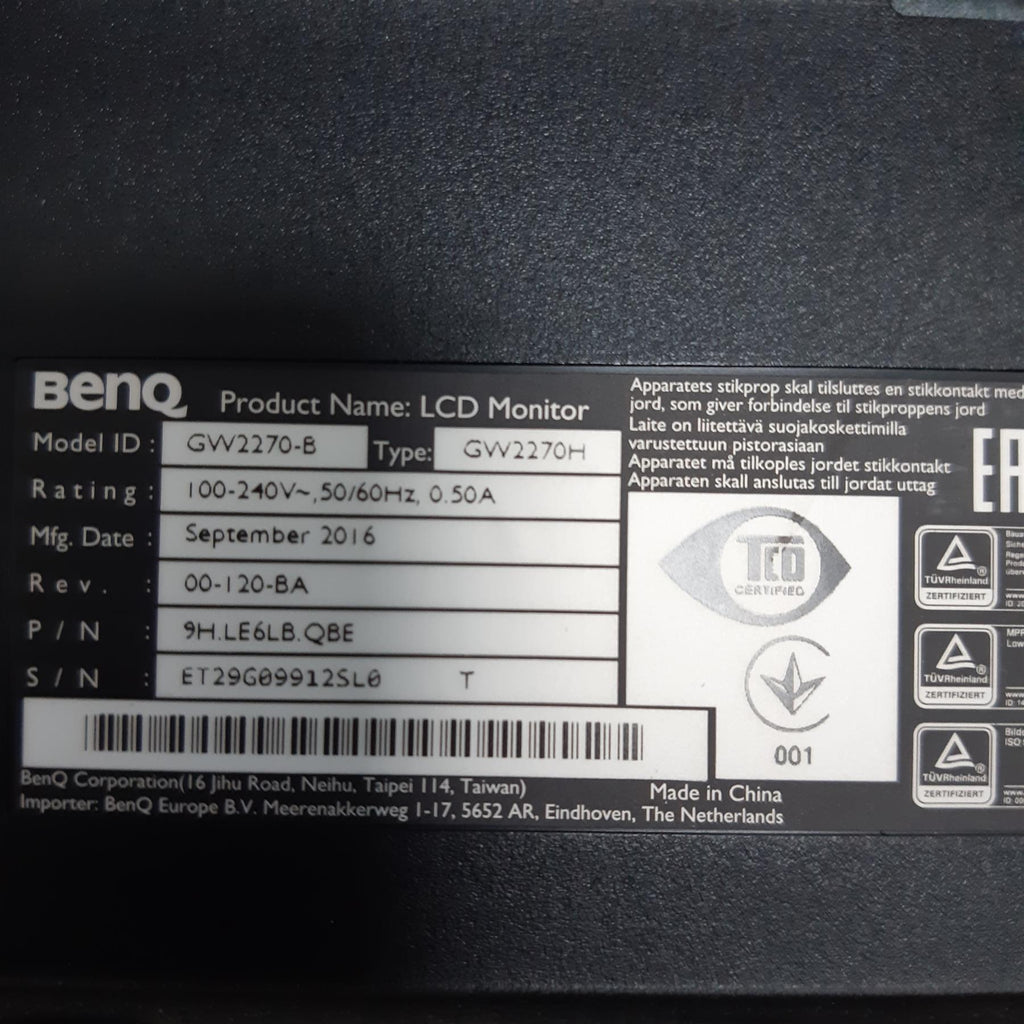 BenQ Product Name: LCD Monitor
Model ID : GW2270-B Type: GW2270H
Rating : 100-240V~,50/60Hz, 0.50A
Mfg. Date : September 2016
Rev. : 00-120-BA
P/N : 9H.LE6LB.QBE
S/N : ET29G09912SL0 T
BenQ Corporation(16 Jihu Road, Neihu, Taipei 114, Taiwan)
Made in China
Importer: BenQ Europe B.V. Meerenakkerweg 1-17, 5652 AR, Eindhoven, The Netherlands
Apparatets stikprop skal tilsluttes en stikkontakt med
jord, som giver forbindelse til stikproppens jord
Laite on liitettävä suojakoskettimilla
varustettuun pistorasiaan
Apparatet må tilkoples jordet stikkontakt
Apparaten skall anslutas till jordat uttag
TCO
CERTIFIED
001
EA
TÜVRheinland
ZERTIFIZIERT
TÜVRheinland
ZERTIFIZIERT
TÜVRheinland
ZERTIFIZIERT